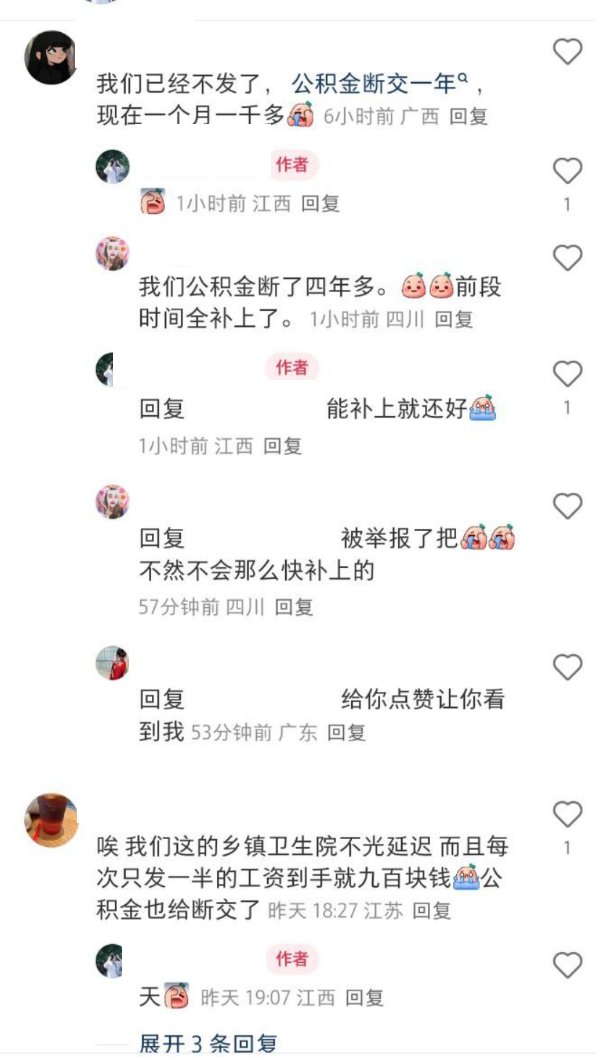 我们已经不发了，公积金断交一年，
现在一个月一千多 6小时前 广西 回复
作者
1小时前 江西 回复
1
我们公积金断了四年多。前段
时间全补上了。 1小时前 四川 回复
作者
回复 能补上就还好
1
1小时前 江西 回复
回复 被举报了把
不然不会那么快补上的
57分钟前 四川 回复
回复 给你点赞让你看
到我 53分钟前 广东 回复
唉 我们这的乡镇卫生院不光延迟 而且每
1
次只发一半的工资到手就九百块钱公
积金也给断交了 昨天 18:27 江苏 回复
作者
天 昨天 19:07 江西 回复
展开 3 条回复